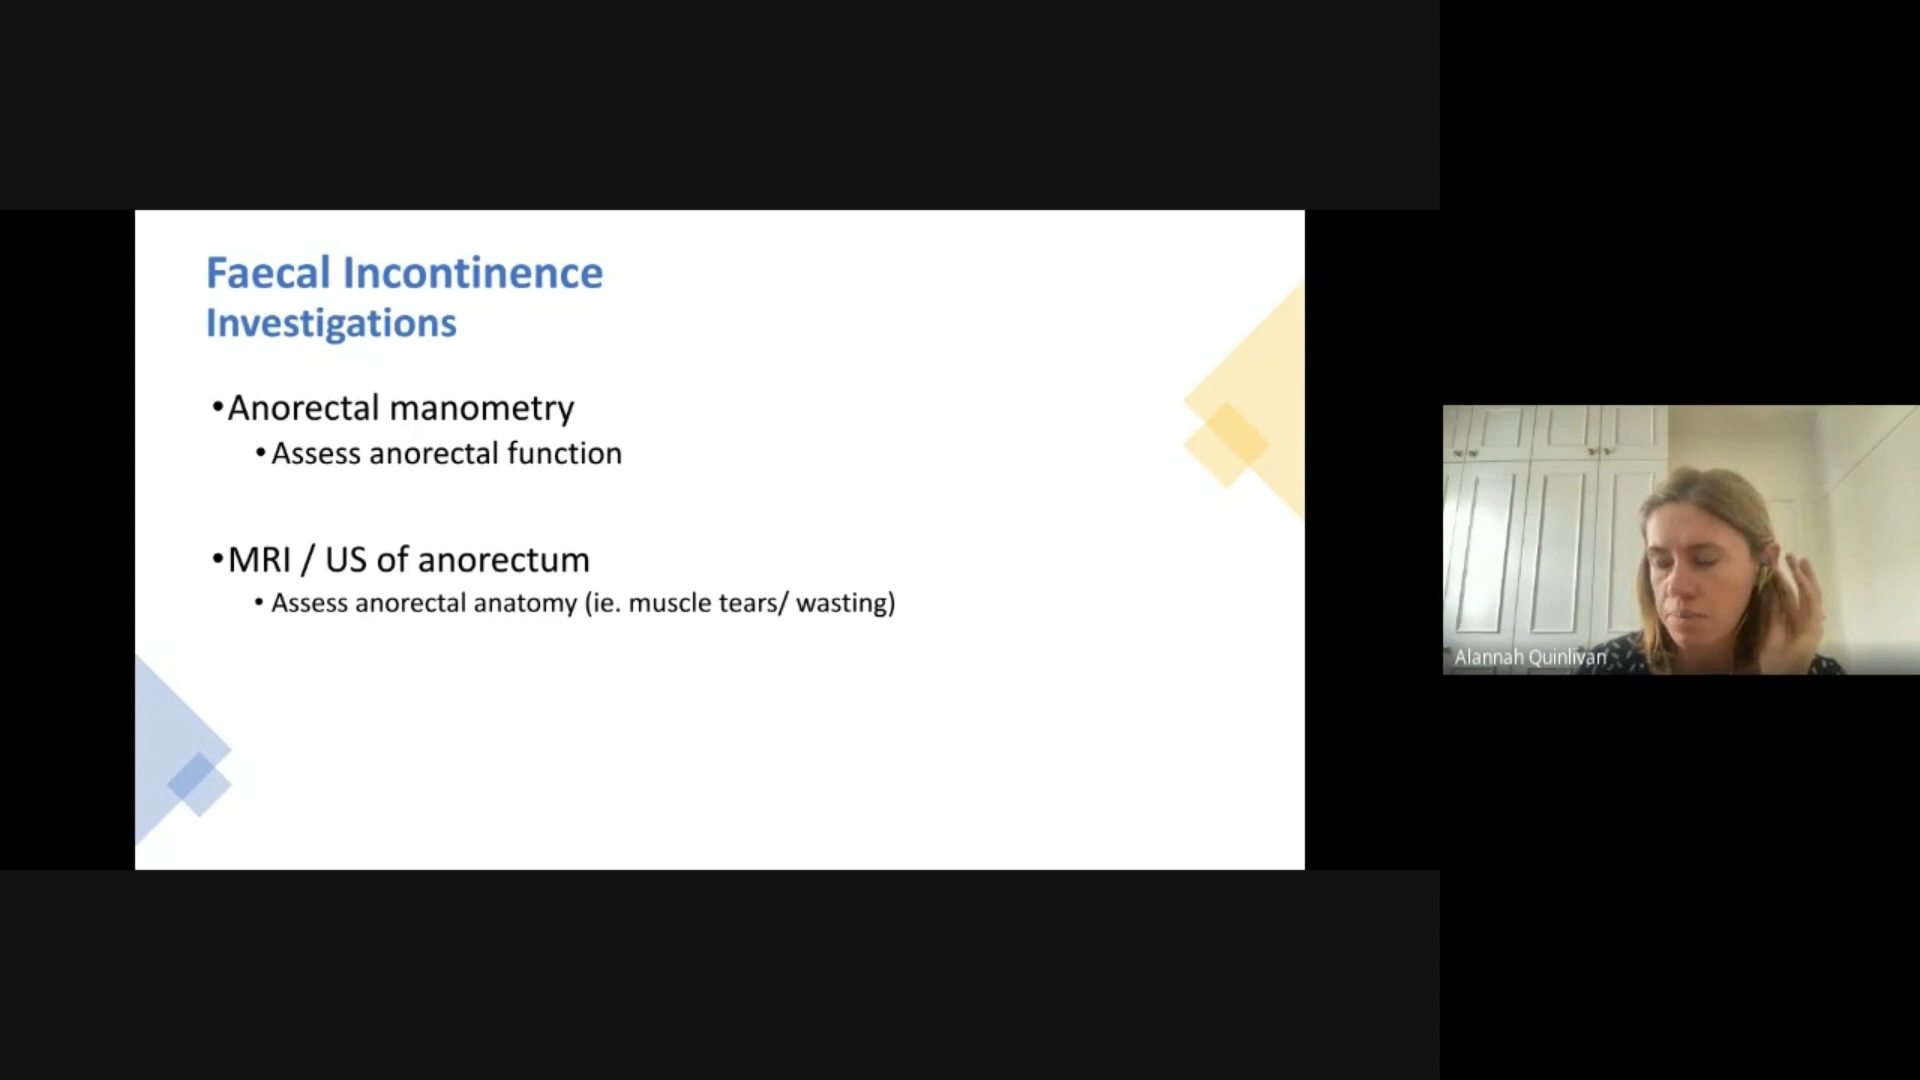 Faecal Incontinence
Investigations
•Anorectal manometry
•Assess anorectal function
•MRI / US of anorectum
•Assess anorectal anatomy (ie. muscle tears/ wasting)
Alannah Quinlivan